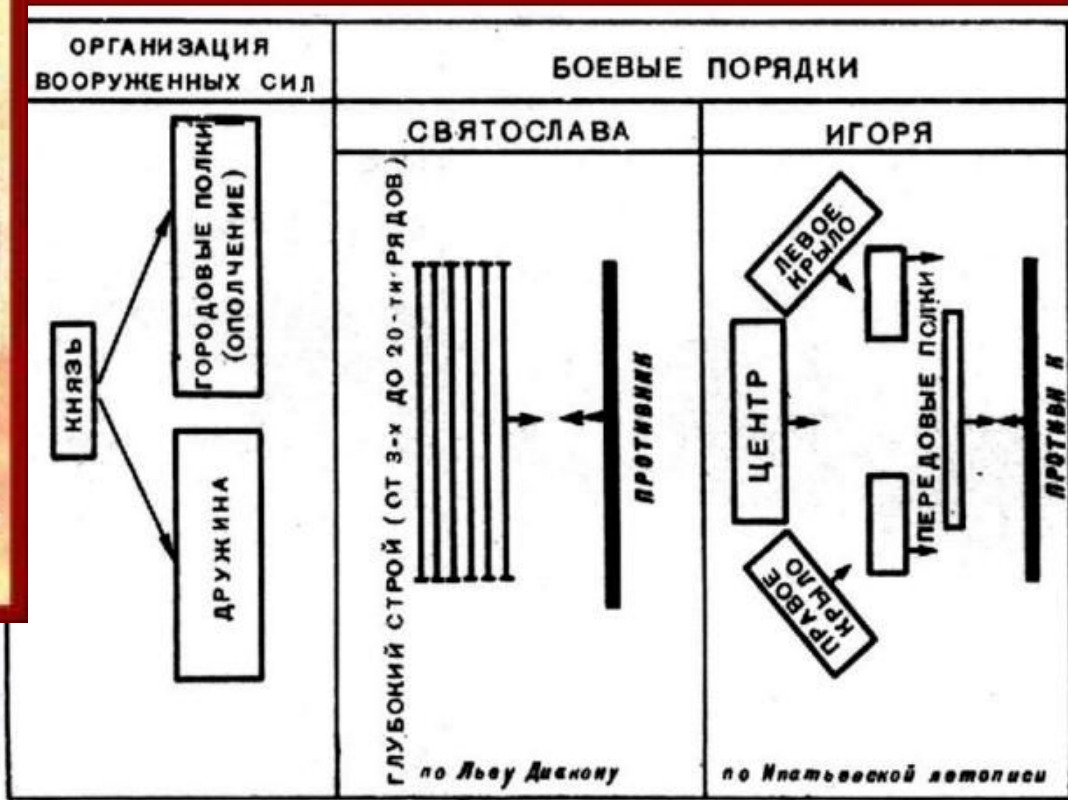 ОРГАНИЗАЦИЯ
ВООРУЖЕННЫХ СИЛ
БОЕВЫЕ ПОРЯДКИ
СВЯТОСЛАВА
ИГОРЯ
КНЯЗЬ
ГОРОДОВЫЕ ПОЛКИ
(ОПОЛЧЕНИЕ)
ДРУЖИНА
ГЛУБОКИЙ СТРОЙ (ОТ 3-х ДО 20-ти РЯДОВ)
ПРОТИВНИК
по Льву Диакону
ЛЕВОЕ
КРЫЛО
ЦЕНТР
ПРАВОЕ
КРЫЛО
ПЕРЕДОВЫЕ ПОЛКИ
ПРОТИВНИК
по Ипатьевской летописи